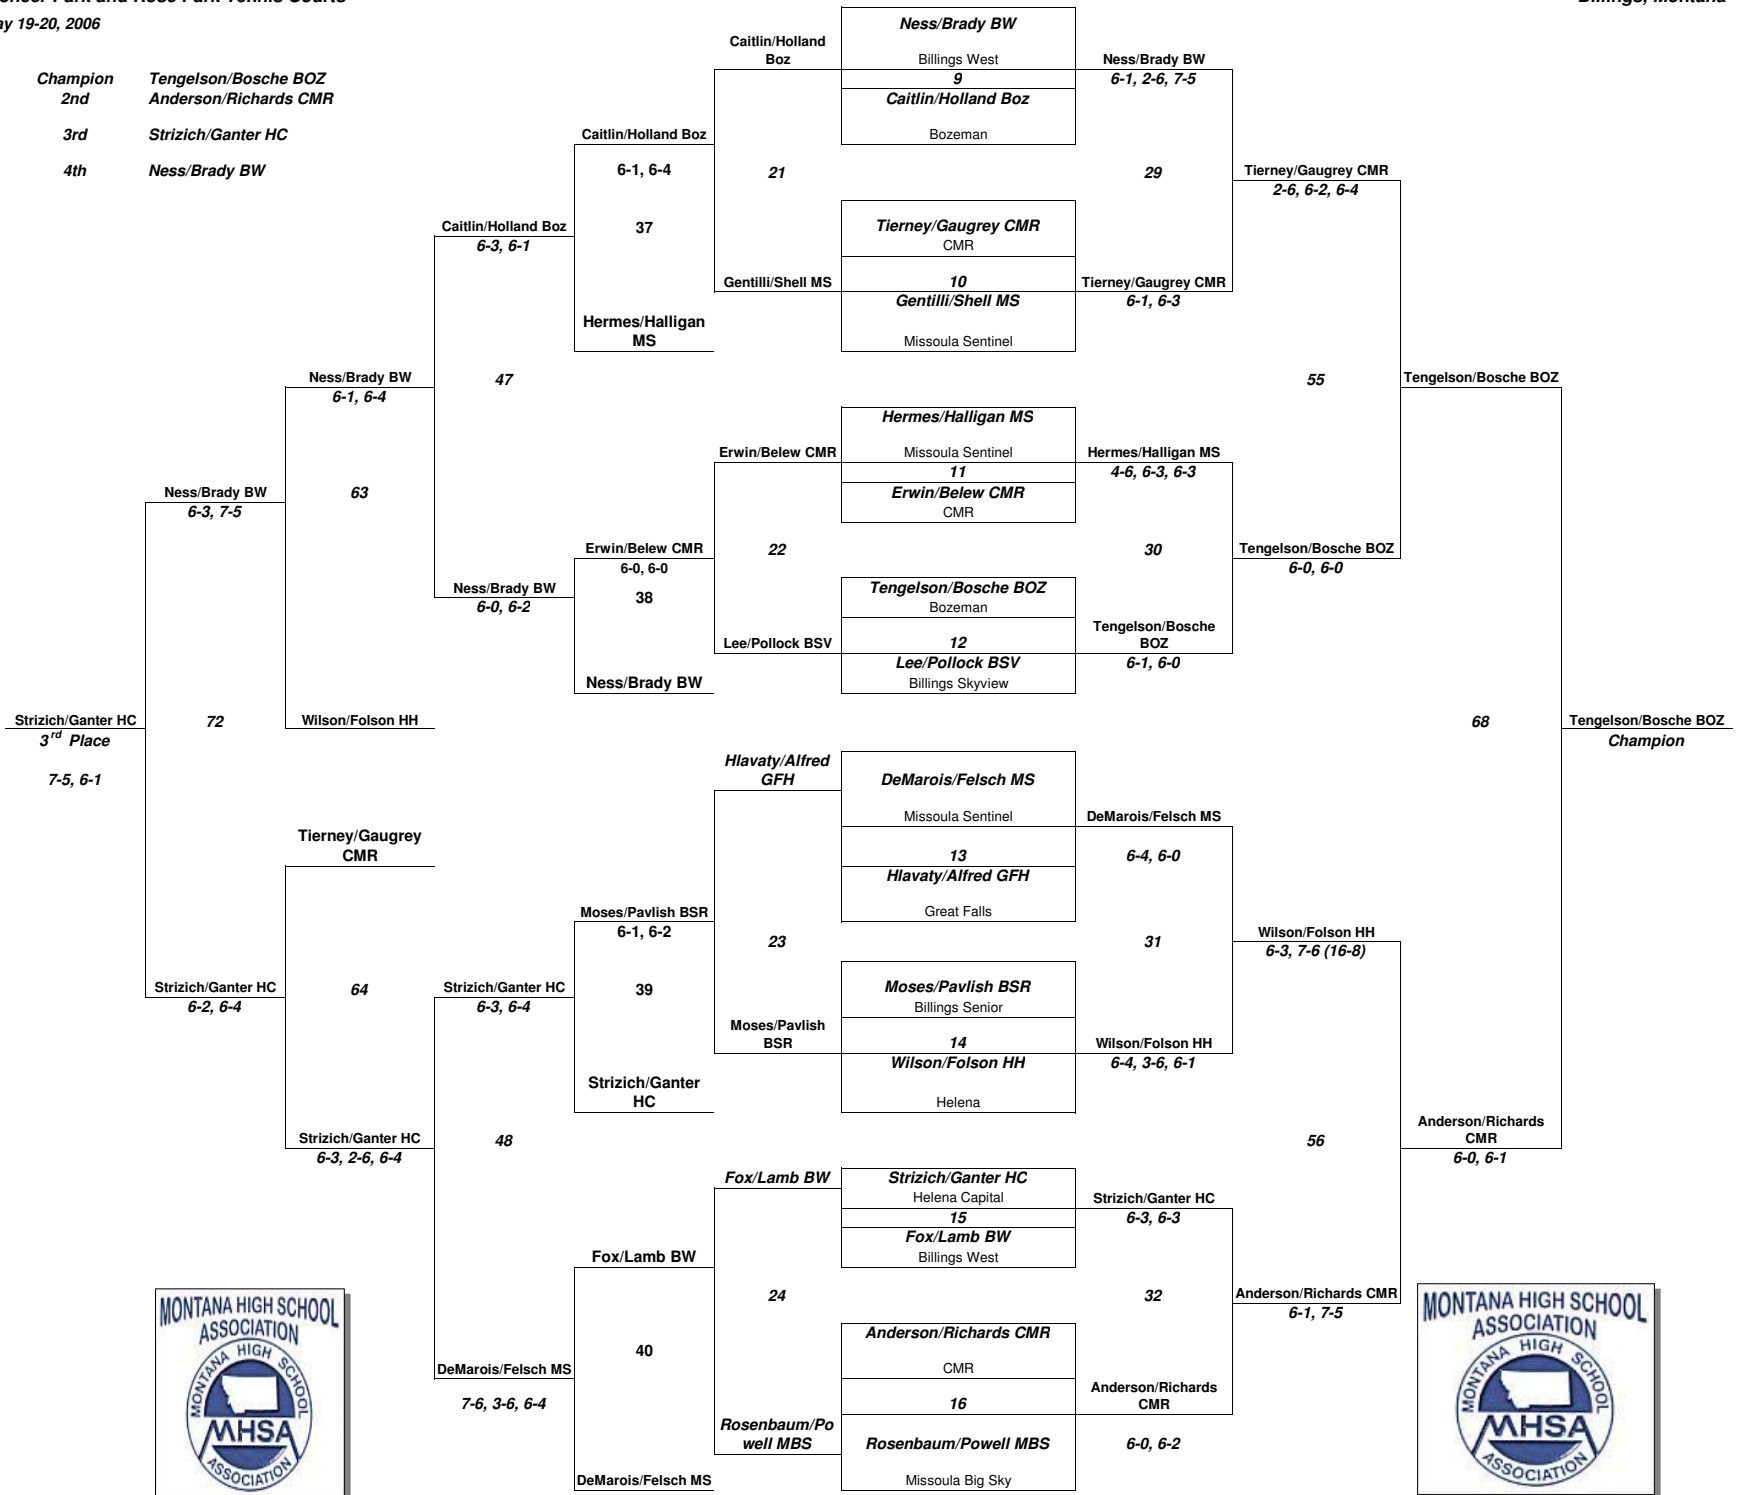 ay 19-20, 2006
Champion Tengelson/Bosche BOZ
2nd Anderson/Richards CMR
3rd Strizich/Ganter HC
4th Ness/Brady BW
Ness/Brady BW
Billings West
9
Caitlin/Holland Boz
Bozeman
Tierney/Gaugrey CMR
CMR
10
Gentilli/Shell MS
Missoula Sentinel
Hermes/Halligan MS
Missoula Sentinel
11
Erwin/Belew CMR
CMR
Tengelson/Bosche BOZ
Bozeman
12
Lee/Pollock BSV
Billings Skyview
DeMarois/Felsch MS
Missoula Sentinel
13
Hlavaty/Alfred GFH
Great Falls
Moses/Pavlish BSR
Billings Senior
14
Wilson/Folson HH
Helena
Strizich/Ganter HC
Helena Capital
15
Fox/Lamb BW
Billings West
Anderson/Richards CMR
CMR
16
Rosenbaum/Powell MBS
Missoula Big Sky
Ness/Brady BW
6-1, 2-6, 7-5
29
Tierney/Gaugrey CMR
6-1, 6-3
Hermes/Halligan MS
4-6, 6-3, 6-3
30
Tengelson/Bosche
BOZ
6-1, 6-0
DeMarois/Felsch MS
6-4, 6-0
31
Wilson/Folson HH
6-4, 3-6, 6-1
Strizich/Ganter HC
6-3, 6-3
32
Anderson/Richards
CMR
6-0, 6-2
Tierney/Gaugrey CMR
2-6, 6-2, 6-4
55
Tengelson/Bosche BOZ
6-0, 6-0
Wilson/Folson HH
6-3, 7-6 (16-8)
56
Anderson/Richards CMR
6-1, 7-5
Tengelson/Bosche BOZ
68
Anderson/Richards
CMR
6-0, 6-1
Tengelson/Bosche BOZ
Champion
Caitlin/Holland
Boz
21
Gentilli/Shell MS
Erwin/Belew CMR
22
Lee/Pollock BSV
Hlavaty/Alfred
GFH
23
Moses/Pavlish
BSR
Fox/Lamb BW
24
Rosenbaum/Po
well MBS
Caitlin/Holland Boz
6-1, 6-4
37
Hermes/Halligan
MS
Erwin/Belew CMR
6-0, 6-0
38
Ness/Brady BW
Moses/Pavlish BSR
6-1, 6-2
39
Strizich/Ganter
HC
Fox/Lamb BW
40
DeMarois/Felsch MS
Caitlin/Holland Boz
6-3, 6-1
47
Ness/Brady BW
6-0, 6-2
Strizich/Ganter HC
6-3, 6-4
48
DeMarois/Felsch MS
7-6, 3-6, 6-4
Ness/Brady BW
6-1, 6-4
63
Wilson/Folson HH
Tierney/Gaugrey
CMR
64
Strizich/Ganter HC
6-3, 2-6, 6-4
Ness/Brady BW
6-3, 7-5
72
Strizich/Ganter HC
6-2, 6-4
Strizich/Ganter HC
3rd Place
7-5, 6-1
MONTANA HIGH SCHOOL
ASSOCIATION
MONTANA HIGH SCHOOL
MHSA
ASSOCIATION
MONTANA HIGH SCHOOL
ASSOCIATION
MONTANA HIGH SCHOOL
MHSA
ASSOCIATION